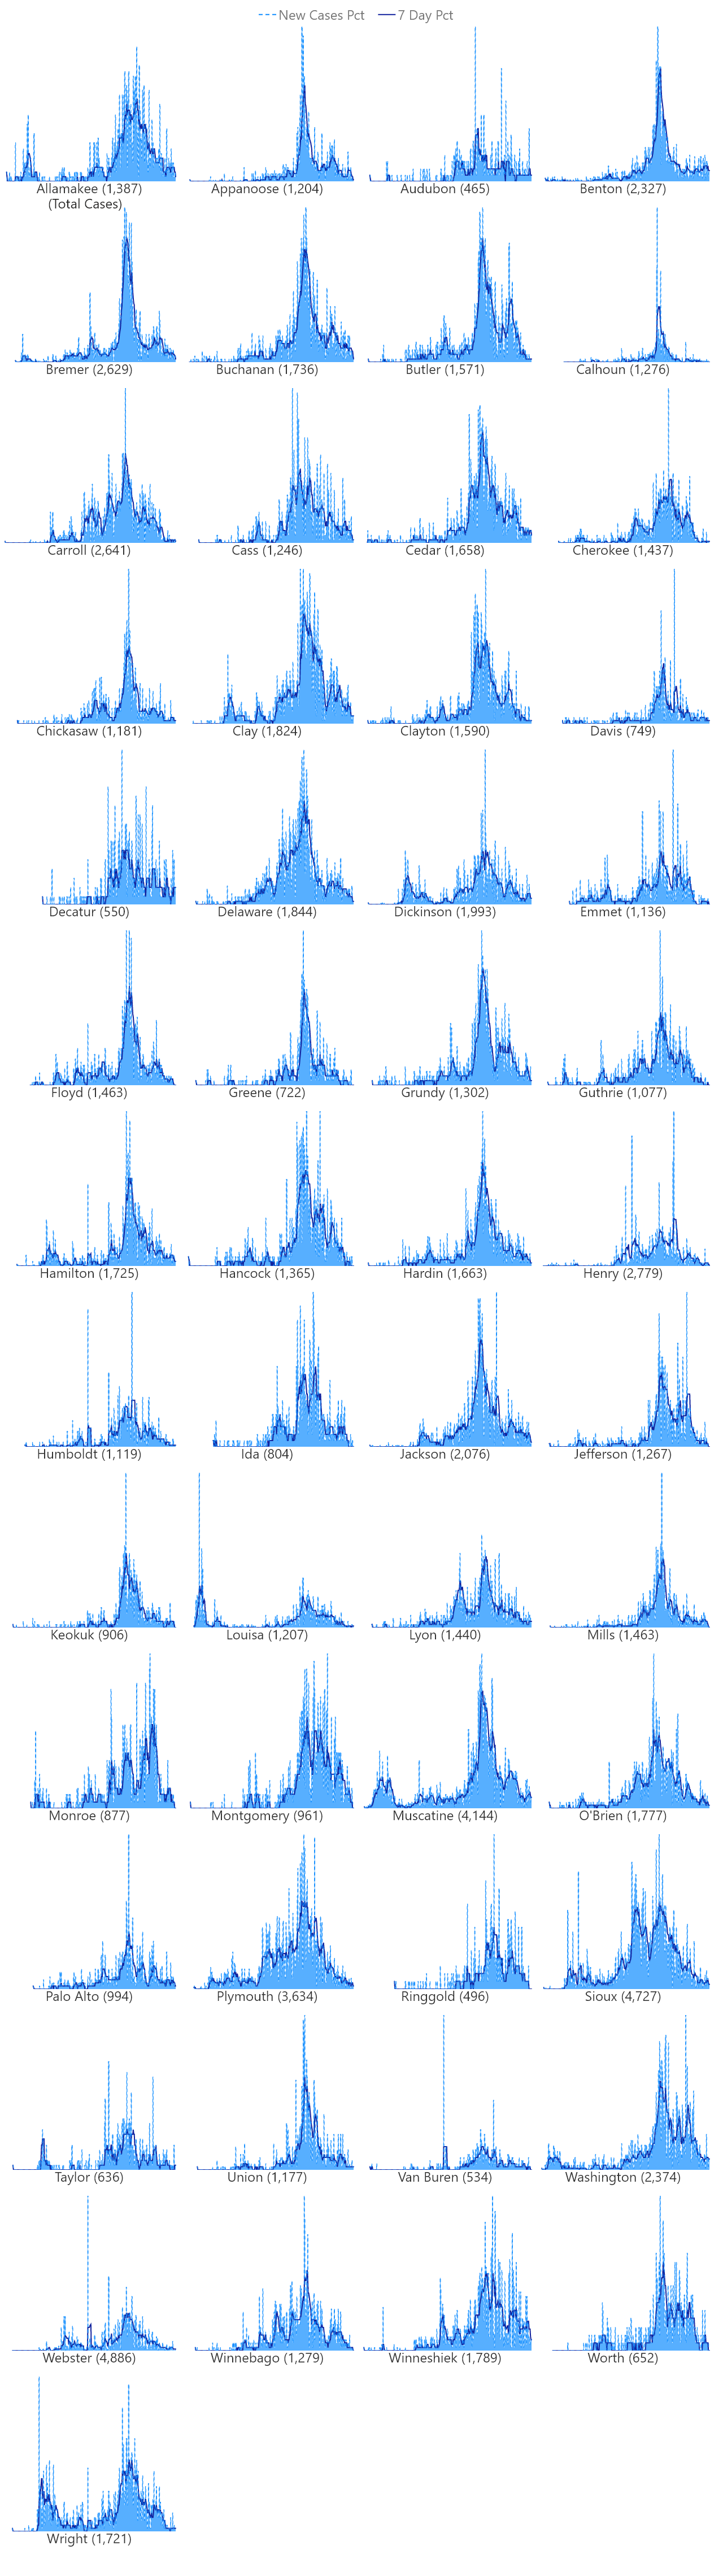 New Cases Pct 7 Day Pct
Allamakee (1,387) Appanoose (1,204) Audubon (465) Benton (2,327)
(Total Cases)
Bremer (2,629) Buchanan (1,736) Butler (1,571) Calhoun (1,276)
Carroll (2,641) Cass (1,246) Cedar (1,658) Cherokee (1,437)
Chickasaw (1,181) Clay (1,824) Clayton (1,590) Davis (749)
Decatur (550) Delaware (1,844) Dickinson (1,993) Emmet (1,136)
Floyd (1,463) Greene (722) Grundy (1,302) Guthrie (1,077)
Hamilton (1,725) Hancock (1,365) Hardin (1,663) Henry (2,779)
Humboldt (1,119) Ida (804) Jackson (2,076) Jefferson (1,267)
Keokuk (906) Louisa (1,207) Lyon (1,440) Mills (1,463)
Monroe (877) Montgomery (961) Muscatine (4,144) O'Brien (1,777)
Palo Alto (994) Plymouth (3,634) Ringgold (496) Sioux (4,727)
Taylor (636) Union (1,177) Van Buren (534) Washington (2,374)
Webster (4,886) Winnebago (1,279) Winneshiek (1,789) Worth (652)
Wright (1,721)